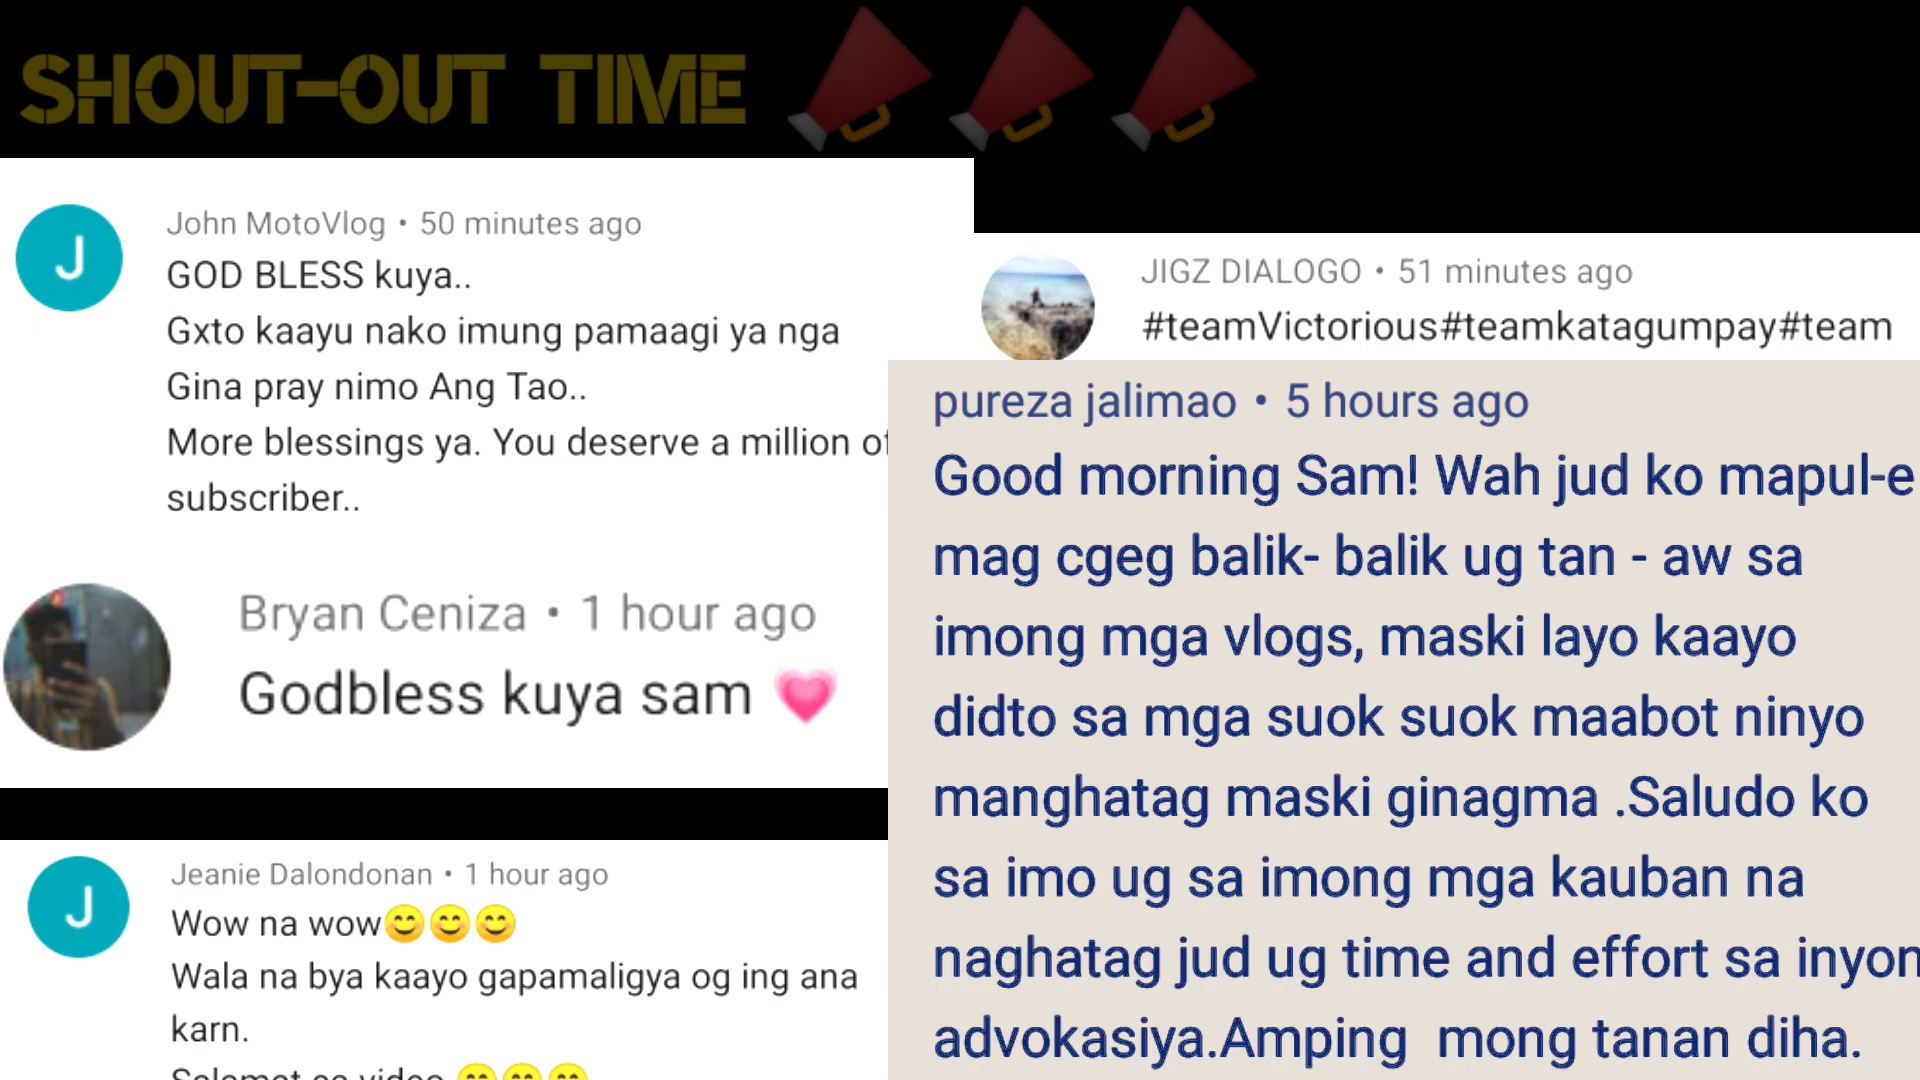 SHOUT-OUT TIME
John MotoVlog • 50 minutes ago
GOD BLESS kuya..
Gxto kaayu nako imung pamaagi ya nga
Gina pray nimo Ang Tao..
More blessings ya. You deserve a million of
subscriber..
Bryan Ceniza • 1 hour ago
Godbless kuya sam 💗
Jeanie Dalondonan • 1 hour ago
Wow na wow😊😊😊
Wala na bya kaayo gapamaligya og ing ana
karn.
JIGZ DIALOGO • 51 minutes ago
#teamVictorious#teamkatagumpay#team
pureza jalimao • 5 hours ago
Good morning Sam! Wah jud ko mapul-e
mag cgeg balik- balik ug tan - aw sa
imong mga vlogs, maski layo kaayo
didto sa mga suok suok maabot ninyo
manghatag maski ginagma .Saludo ko
sa imo ug sa imong mga kauban na
naghatag jud ug time and effort sa inyon
advokasiya.Amping  mong tanan diha.